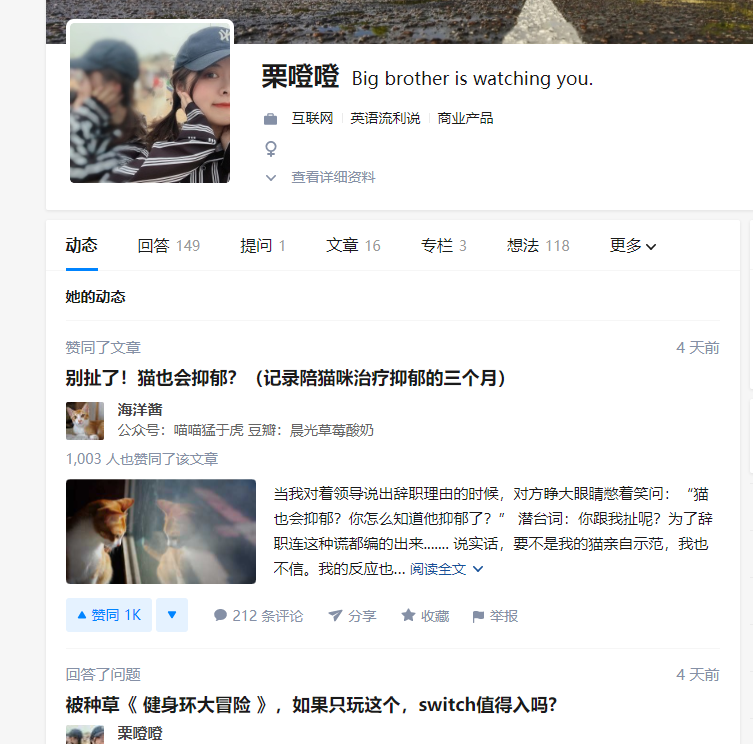 栗噔噔 Big brother is watching you.
互联网 英语流利说 商业产品
查看详细资料
动态 回答 149 提问 1 文章 16 专栏 3 想法 118 更多
她的动态
赞同了文章 4 天前
别扯了！猫也会抑郁？（记录陪猫咪治疗抑郁的三个月）
海洋酱
公众号：喵喵猛于虎 豆瓣：晨光草莓酸奶
1,003 人也赞同了该文章
当我对着领导说出辞职理由的时候，对方睁大眼睛憋着笑问：“猫
也会抑郁？你怎么知道他抑郁了？” 潜台词：你跟我扯呢？为了辞
职连这种谎都编的出来....... 说实话，要不是我的猫亲自示范，我也
不信。我的反应也... 阅读全文
赞同 1K 212 条评论 分享 收藏 举报
回答了问题 4 天前
被种草《 健身环大冒险 》，如果只玩这个，switch值得入吗?
栗噔噔